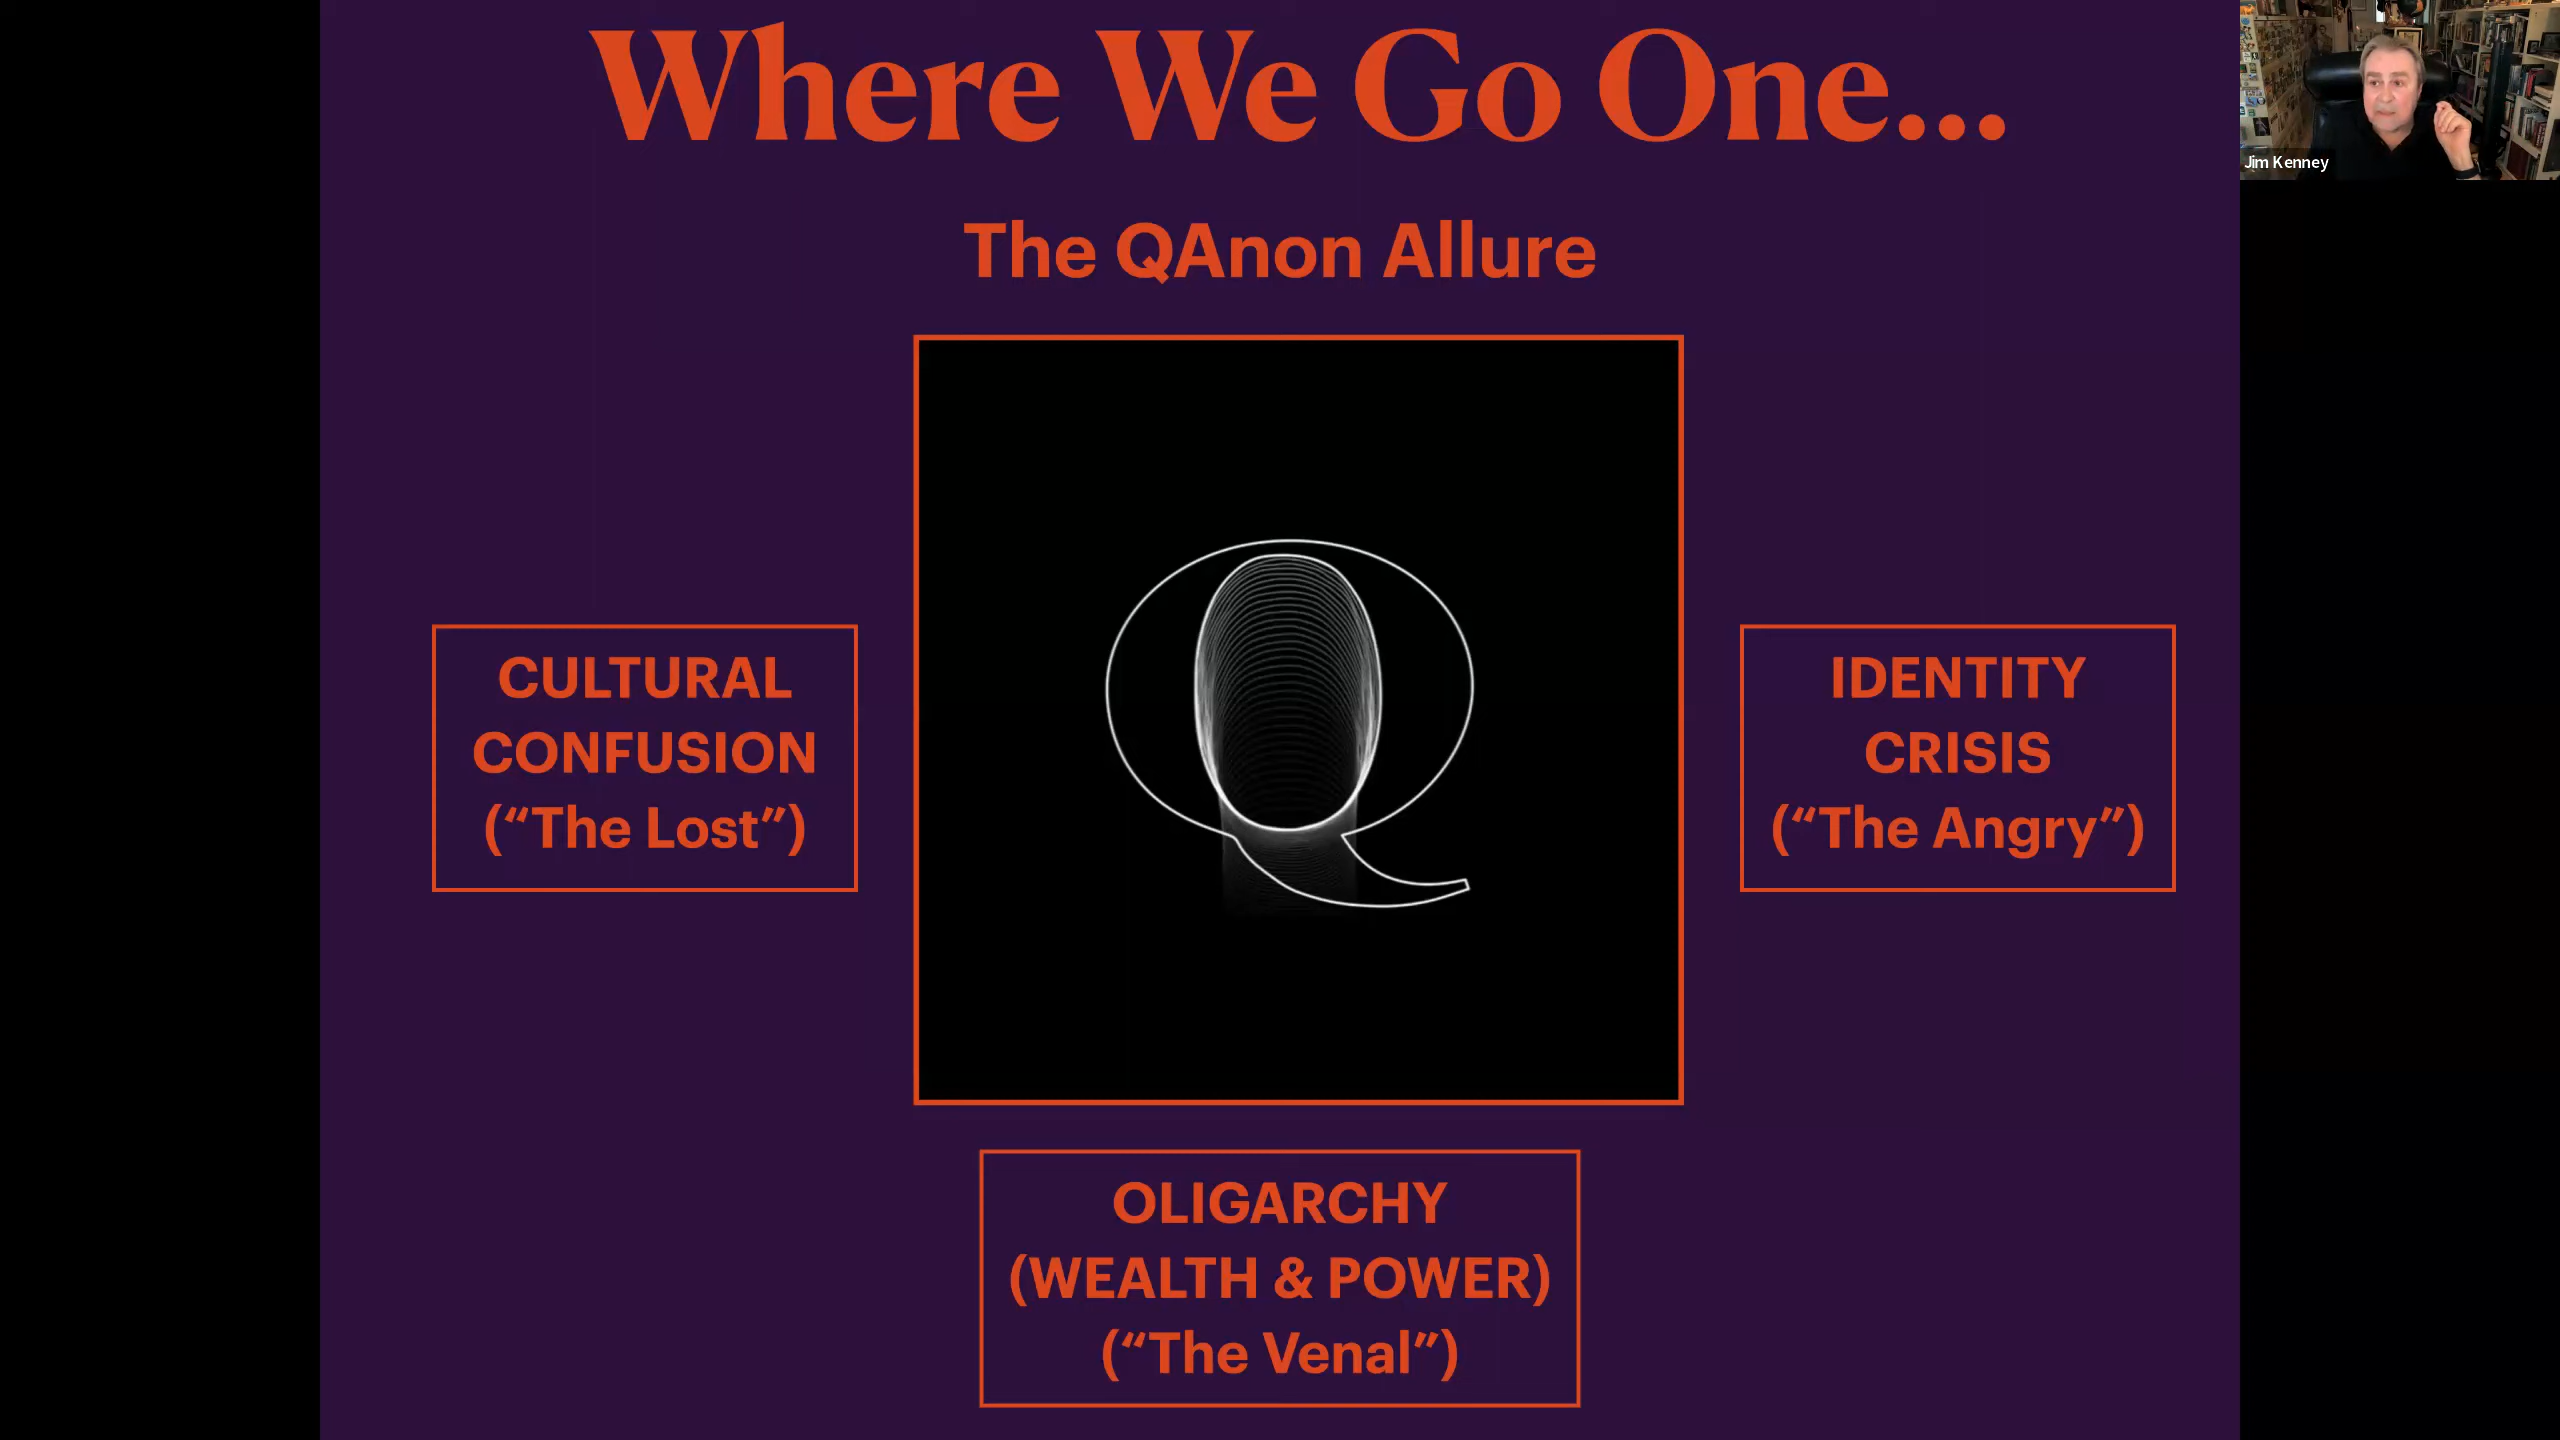 Where We Go One...
Jim Kenney
The QAnon Allure
Q
CULTURAL
CONFUSION
(“The Lost”)
IDENTITY
CRISIS
(“The Angry”)
OLIGARCHY
(WEALTH & POWER)
(“The Venal”)